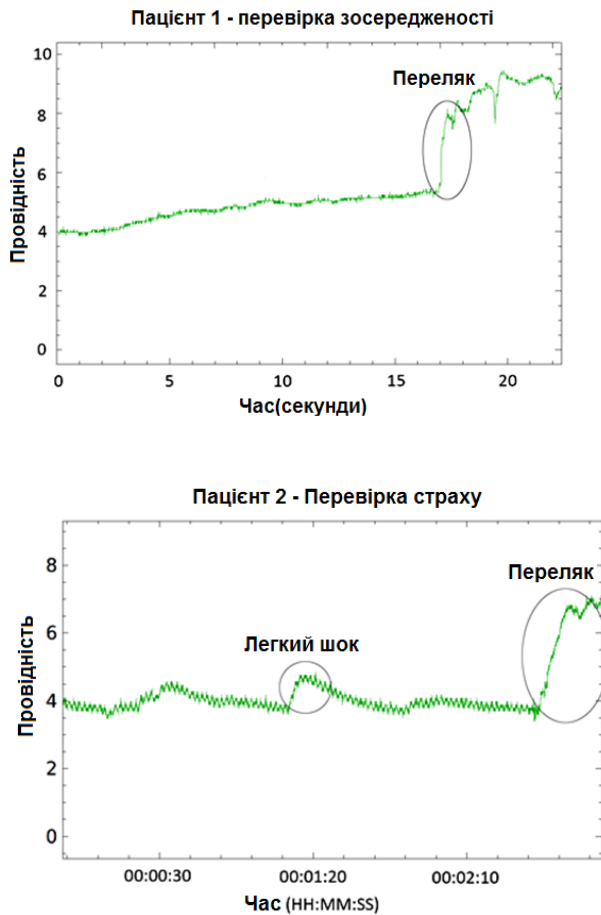 Пацієнт 1 - перевірка зосередженості
10
8
6
4
2
0
Переляк
Провідність
0 5 10 15 20
Час(секунди)
Пацієнт 2 - Перевірка страху
8
6
4
2
0
Переляк
Легкий шок
Провідність
00:00:30 00:01:20 00:02:10
Час (HH:MM:SS)